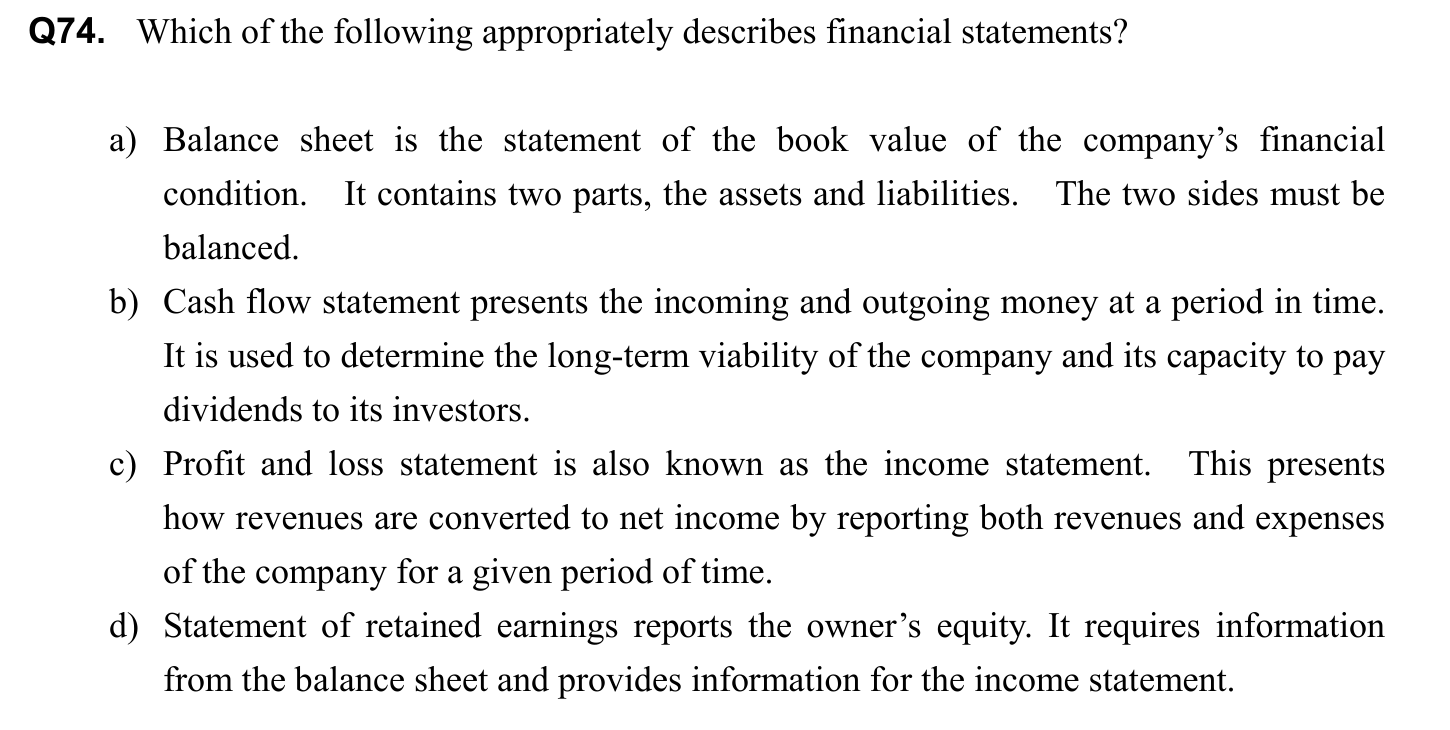 Q74. Which of the following appropriately describes financial statements?
a) Balance sheet is the statement of the book value of the company’s financial
condition. It contains two parts, the assets and liabilities. The two sides must be
balanced.
b) Cash flow statement presents the incoming and outgoing money at a period in time.
It is used to determine the long-term viability of the company and its capacity to pay
dividends to its investors.
c) Profit and loss statement is also known as the income statement. This presents
how revenues are converted to net income by reporting both revenues and expenses
of the company for a given period of time.
d) Statement of retained earnings reports the owner’s equity. It requires information
from the balance sheet and provides information for the income statement.